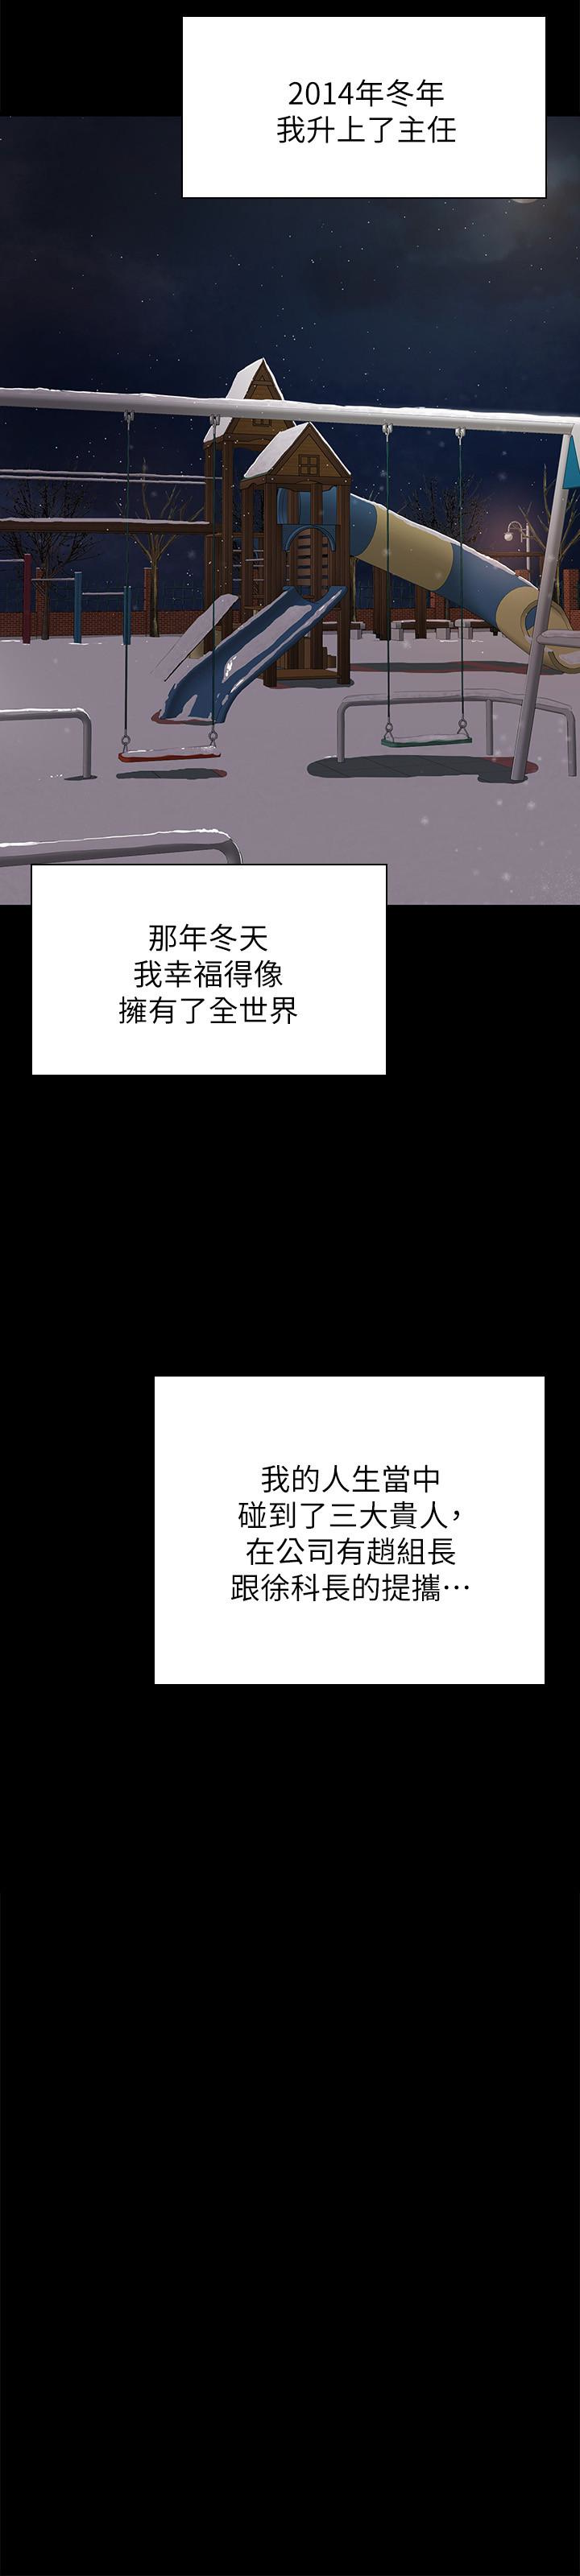 2014年冬年
我升上了主任
那年冬天
我幸福得像
擁有了全世界
我的人生當中
碰到了三大貴人，
在公司有趙組長
跟徐科長的提攜…